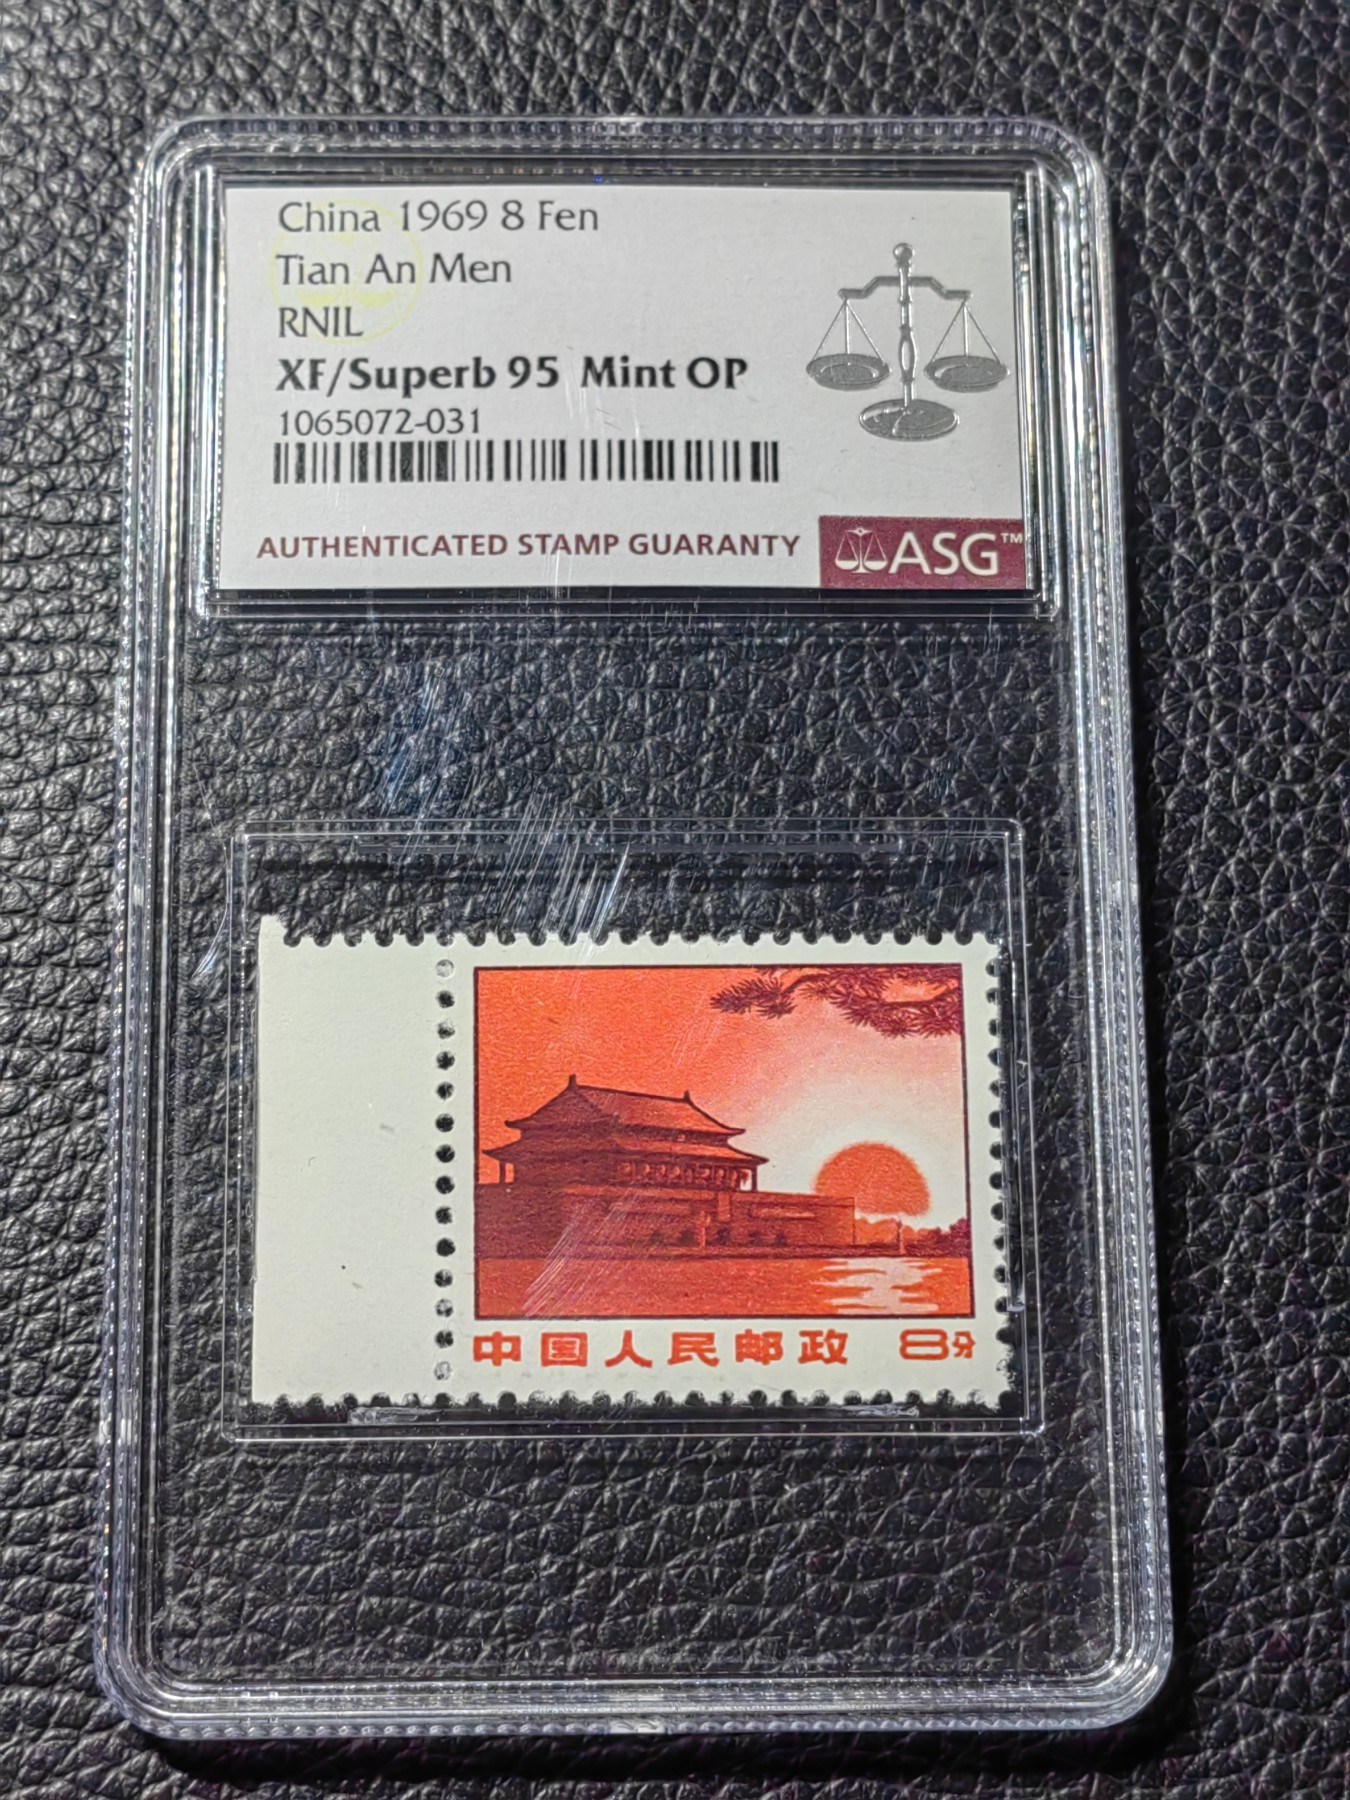 China 1969 8 Fen
Tian An Men
RNIL
XF/Superb 95 Mint OP
1065072-031
AUTHENTICATED STAMP GUARANTY
ASG™
中国人民邮政 8分